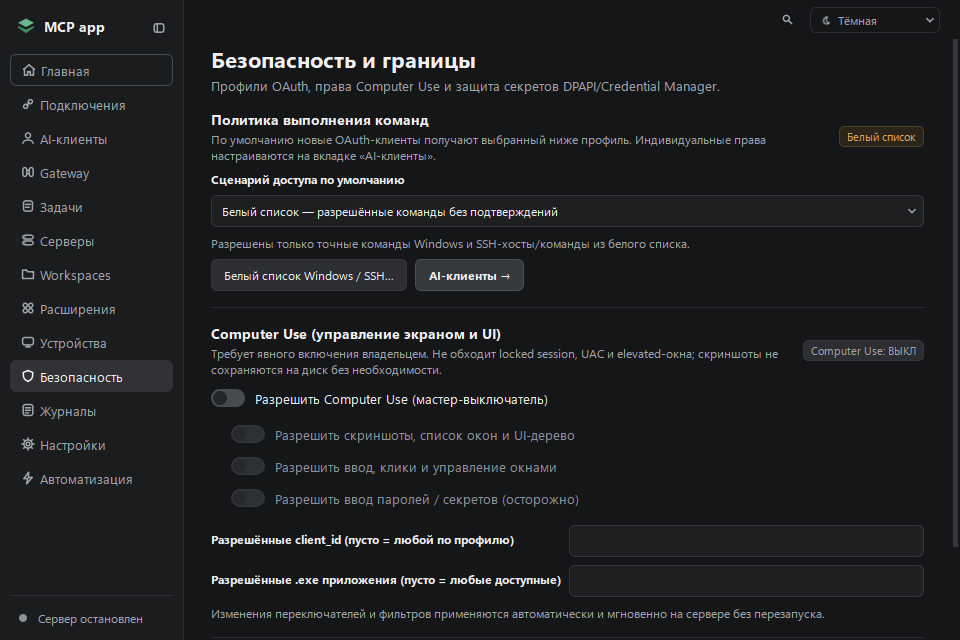 MCP app
Тёмная
Главная
Подключения
AI-клиенты
Gateway
Задачи
Серверы
Workspaces
Расширения
Устройства
Безопасность
Журналы
Настройки
Автоматизация
Сервер остановлен
Безопасность и границы
Профили OAuth, права Computer Use и защита секретов DPAPI/Credential Manager.
Политика выполнения команд
По умолчанию новые OAuth-клиенты получают выбранный ниже профиль. Индивидуальные права
настраиваются на вкладке «AI-клиенты».
Белый список
Сценарий доступа по умолчанию
Белый список — разрешённые команды без подтверждений
Разрешены только точные команды Windows и SSH-хосты/команды из белого списка.
Белый список Windows / SSH...
AI-клиенты →
Computer Use (управление экраном и UI)
Требует явного включения владельцем. Не обходит locked session, UAC и elevated-окна; скриншоты не
сохраняются на диск без необходимости.
Computer Use: ВЫКЛ
Разрешить Computer Use (мастер-выключатель)
Разрешить скриншоты, список окон и UI-дерево
Разрешить ввод, клики и управление окнами
Разрешить ввод паролей / секретов (осторожно)
Разрешённые client_id (пусто = любой по профилю)
Разрешённые .exe приложения (пусто = любые доступные)
Изменения переключателей и фильтров применяются автоматически и мгновенно на сервере без перезапуска.